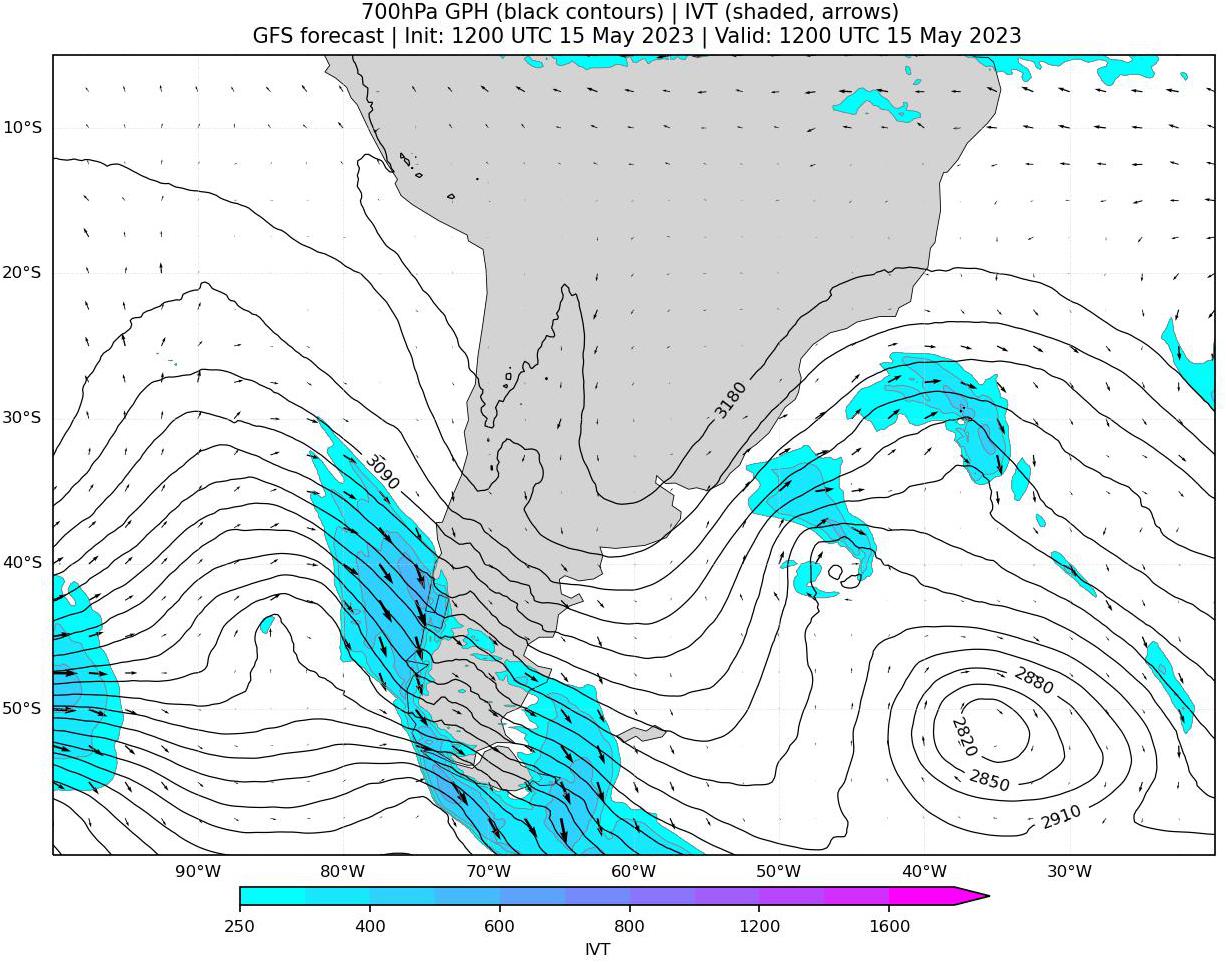 700hPa GPH (black contours) | IVT (shaded, arrows)
GFS forecast | Init: 1200 UTC 15 May 2023 | Valid: 1200 UTC 15 May 2023
10°S
20°S
3180
30°S
3090
40°S
2880
50°S
2820
2850
2910
90°W 80°W 70°W 60°W 50°W 40°W 30°W
250 400 600 800 1200 1600
IVT